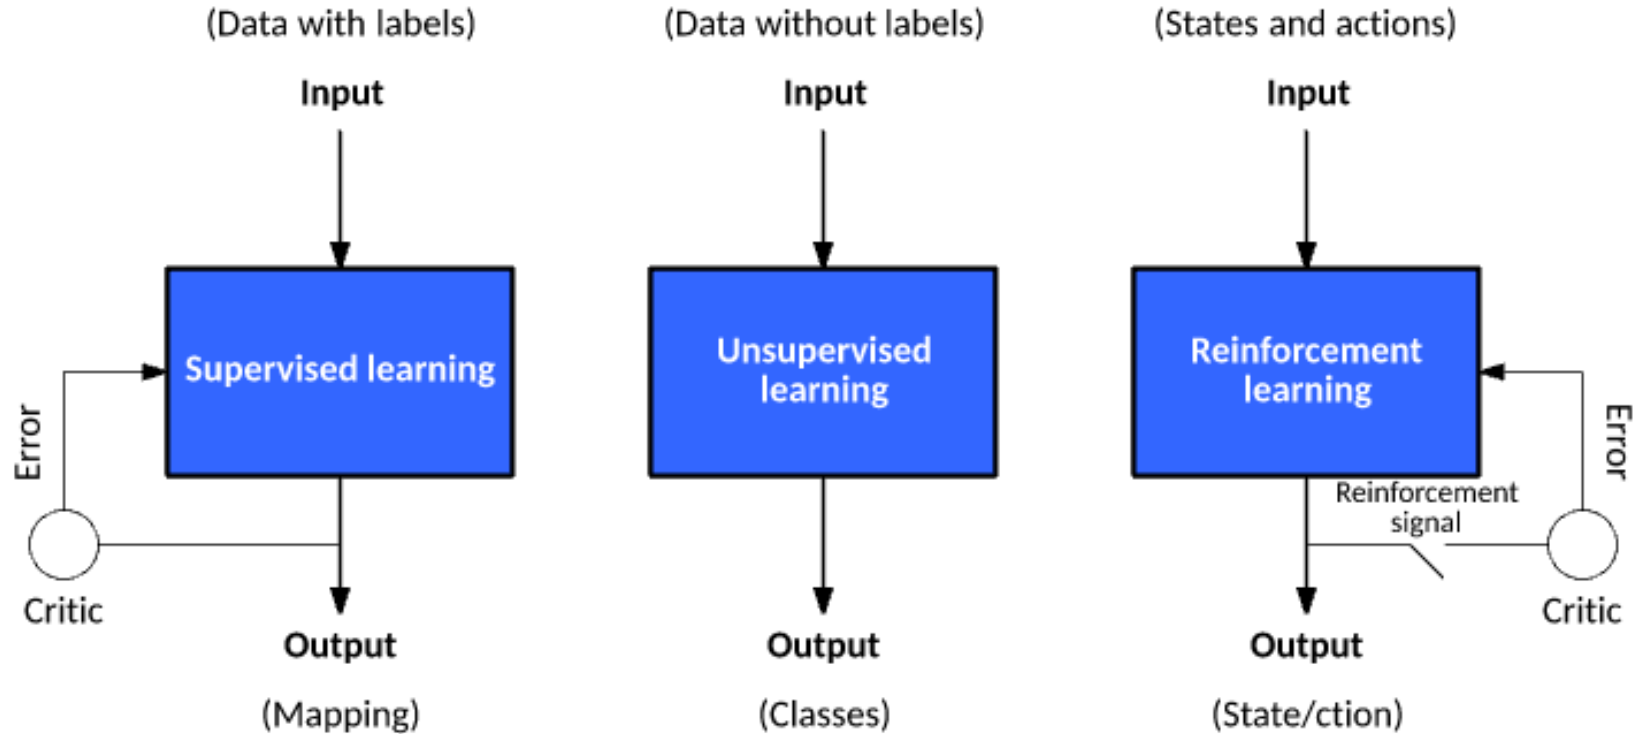 (Data with labels)
Input
Supervised learning
Error
Critic
Output
(Mapping)
(Data without labels)
Input
Unsupervised
learning
Output
(Classes)
(States and actions)
Input
Reinforcement
learning
Error
Reinforcement
signal
Critic
Output
(State/ction)